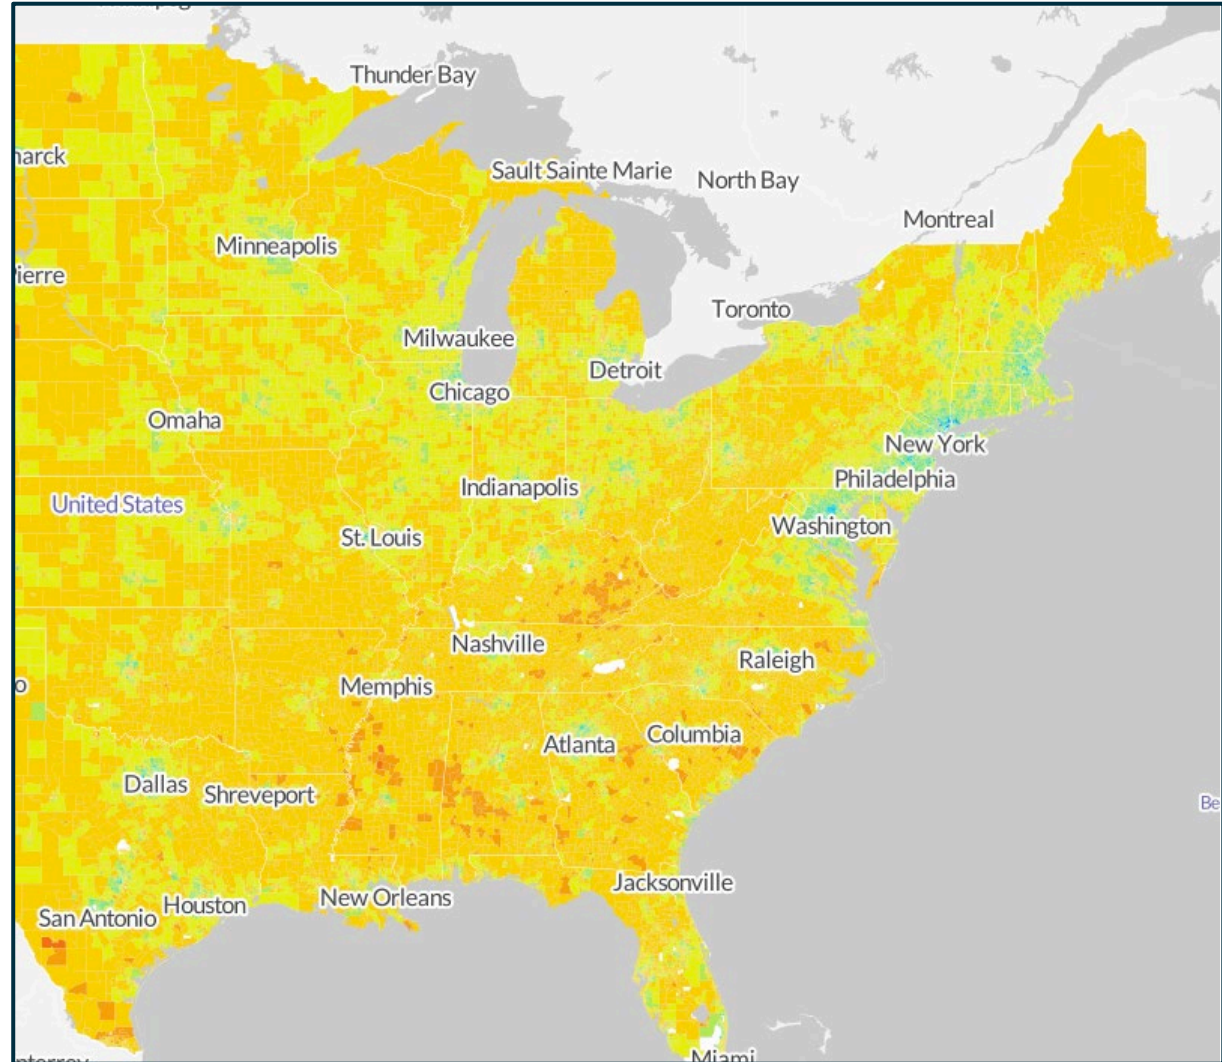 Thunder Bay
Sault Sainte Marie
North Bay
Montreal
Minneapolis
Toronto
Milwaukee
Detroit
Chicago
Omaha
New York
Philadelphia
Indianapolis
United States
Washington
St. Louis
Nashville
Raleigh
Memphis
Columbia
Atlanta
Dallas
Shreveport
Be
Jacksonville
New Orleans
Houston
San Antonio
Miami